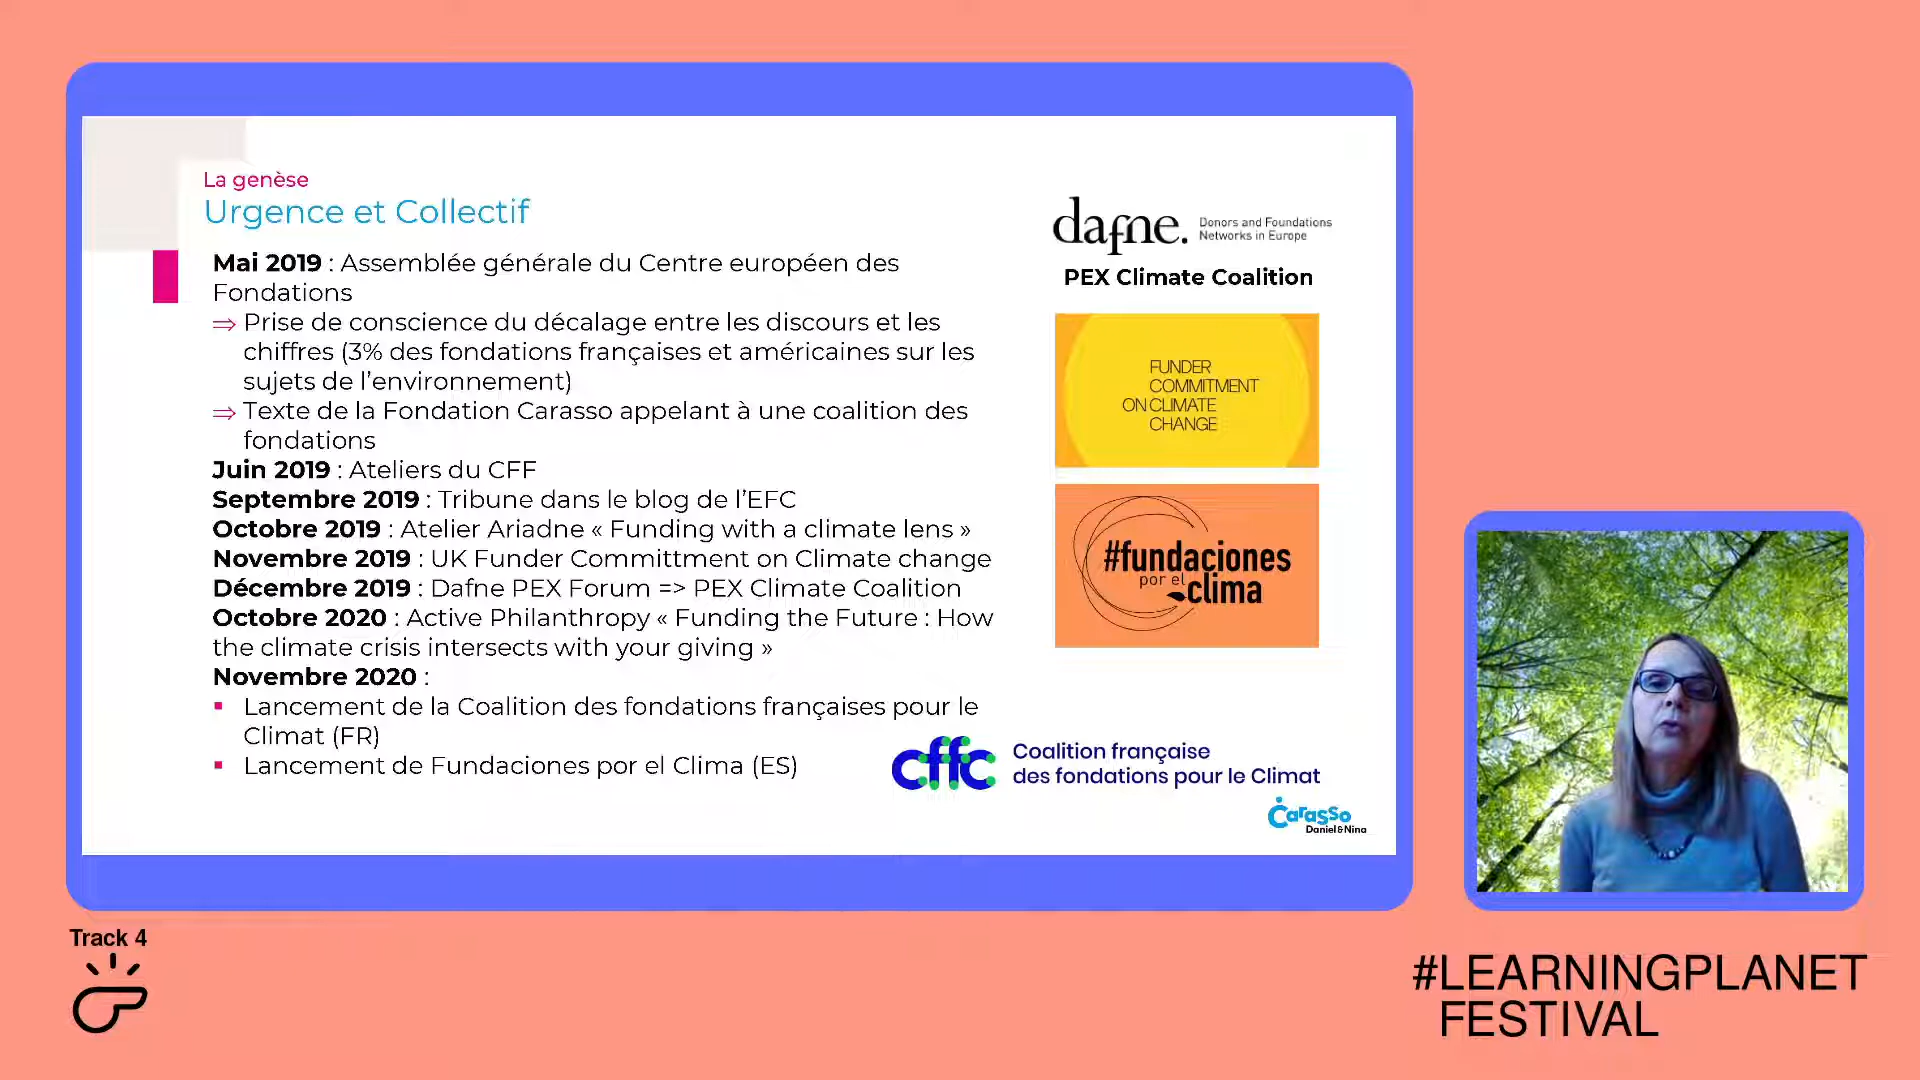 La genèse
Urgence et Collectif
Mai 2019 : Assemblée générale du Centre européen des
Fondations
⇒ Prise de conscience du décalage entre les discours et les
chiffres (3% des fondations françaises et américaines sur les
sujets de l'environnement)
⇒ Texte de la Fondation Carasso appelant à une coalition des
fondations
Juin 2019 : Ateliers du CFF
Septembre 2019 : Tribune dans le blog de l'EFC
Octobre 2019 : Atelier Ariadne « Funding with a climate lens »
Novembre 2019 : UK Funder Committment on Climate change
Décembre 2019 : Dafne PEX Forum => PEX Climate Coalition
Octobre 2020 : Active Philanthropy « Funding the Future : How
the climate crisis intersects with your giving »
Novembre 2020 :
▪ Lancement de la Coalition des fondations françaises pour le
Climat (FR)
▪ Lancement de Fundaciones por el Clima (ES)
dafne. Donors and Foundations
Networks in Europe
PEX Climate Coalition
FUNDER
COMMITMENT
ON CLIMATE
CHANGE
#fundaciones
por el clima
cffc Coalition française
des fondations pour le Climat
Carasso
Daniel & Nina
Track 4
#LEARNINGPLANET
FESTIVAL